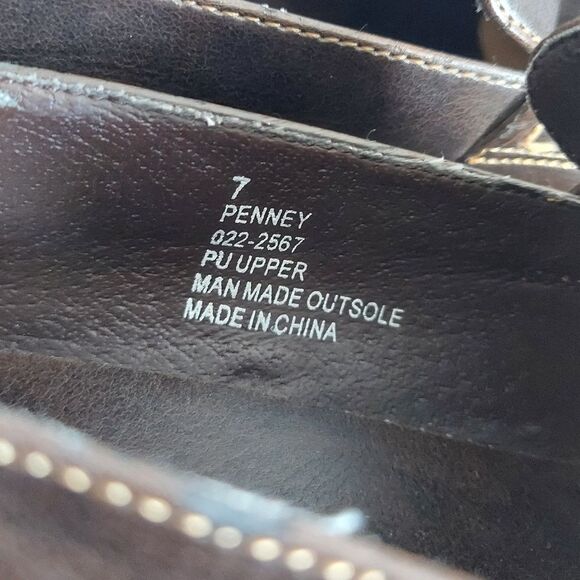 7
PENNEY
022-2567
PU UPPER
MAN MADE OUTSOLE
MADE IN CHINA